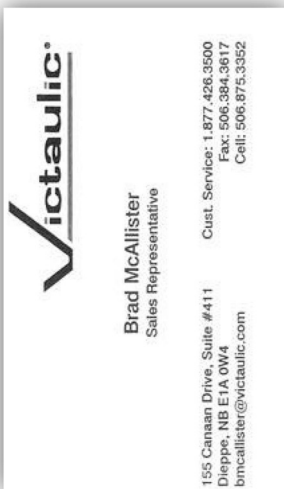 Victaulic®
Brad McAllister
Sales Representative
155 Canaan Drive, Suite #411
Dieppe, NB E1A 0W4
bmcallister@victaulic.com
Cust. Service: 1.877.426.3500
Fax: 506.384.3617
Cell: 506.875.3352